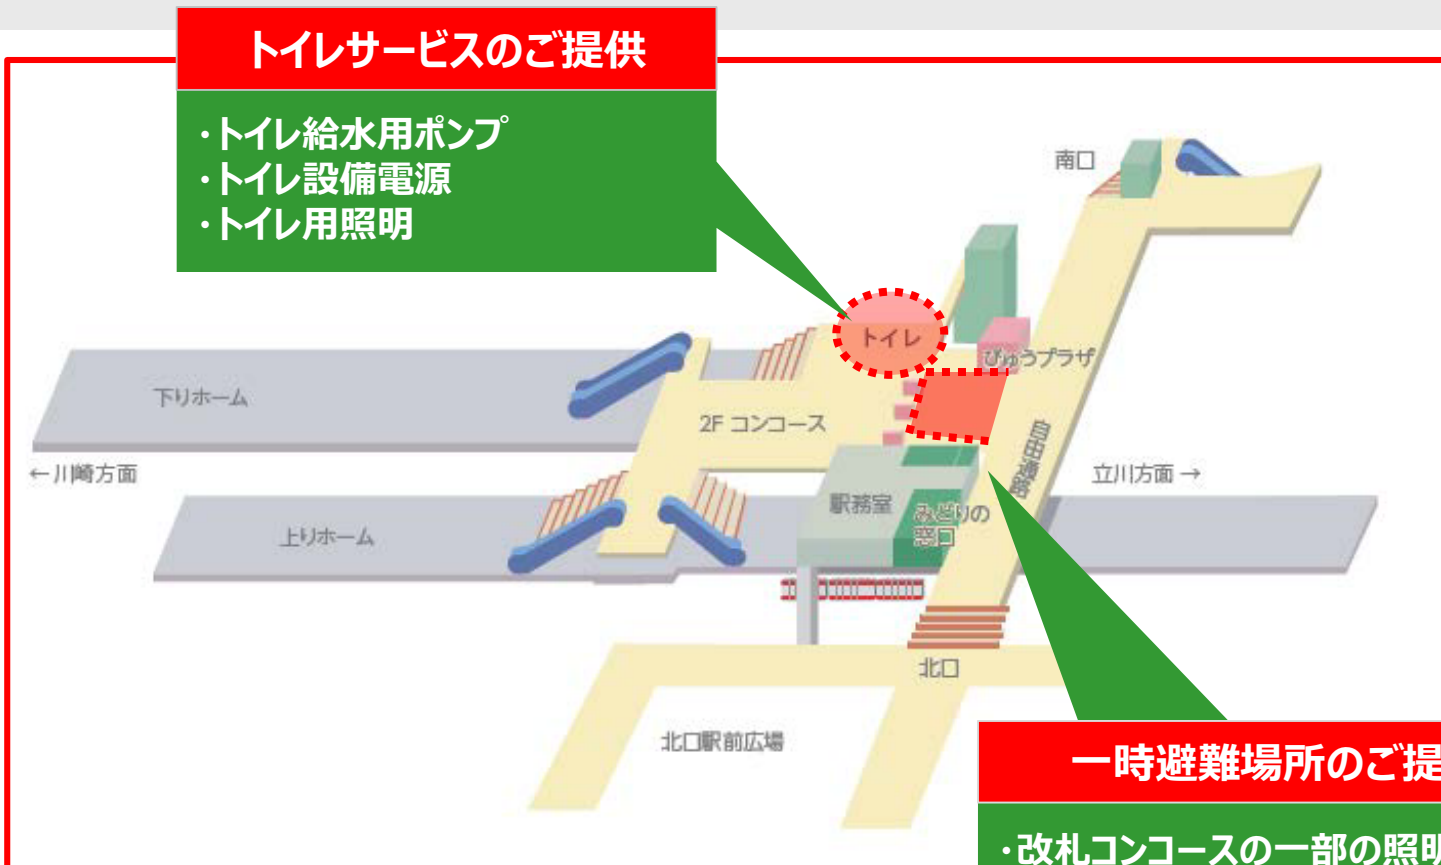 トイレサービスのご提供
・トイレ給水用ポンプ
・トイレ設備電源
・トイレ用照明
南口
トイレ
びゅうプラザ
下りホーム
2F コンコース
自由通路
←川崎方面
立川方面→
駅務室
みどりの
窓口
上りホーム
北口
北口駅前広場
一時避難場所のご提
・改札コンコースの一部の照明